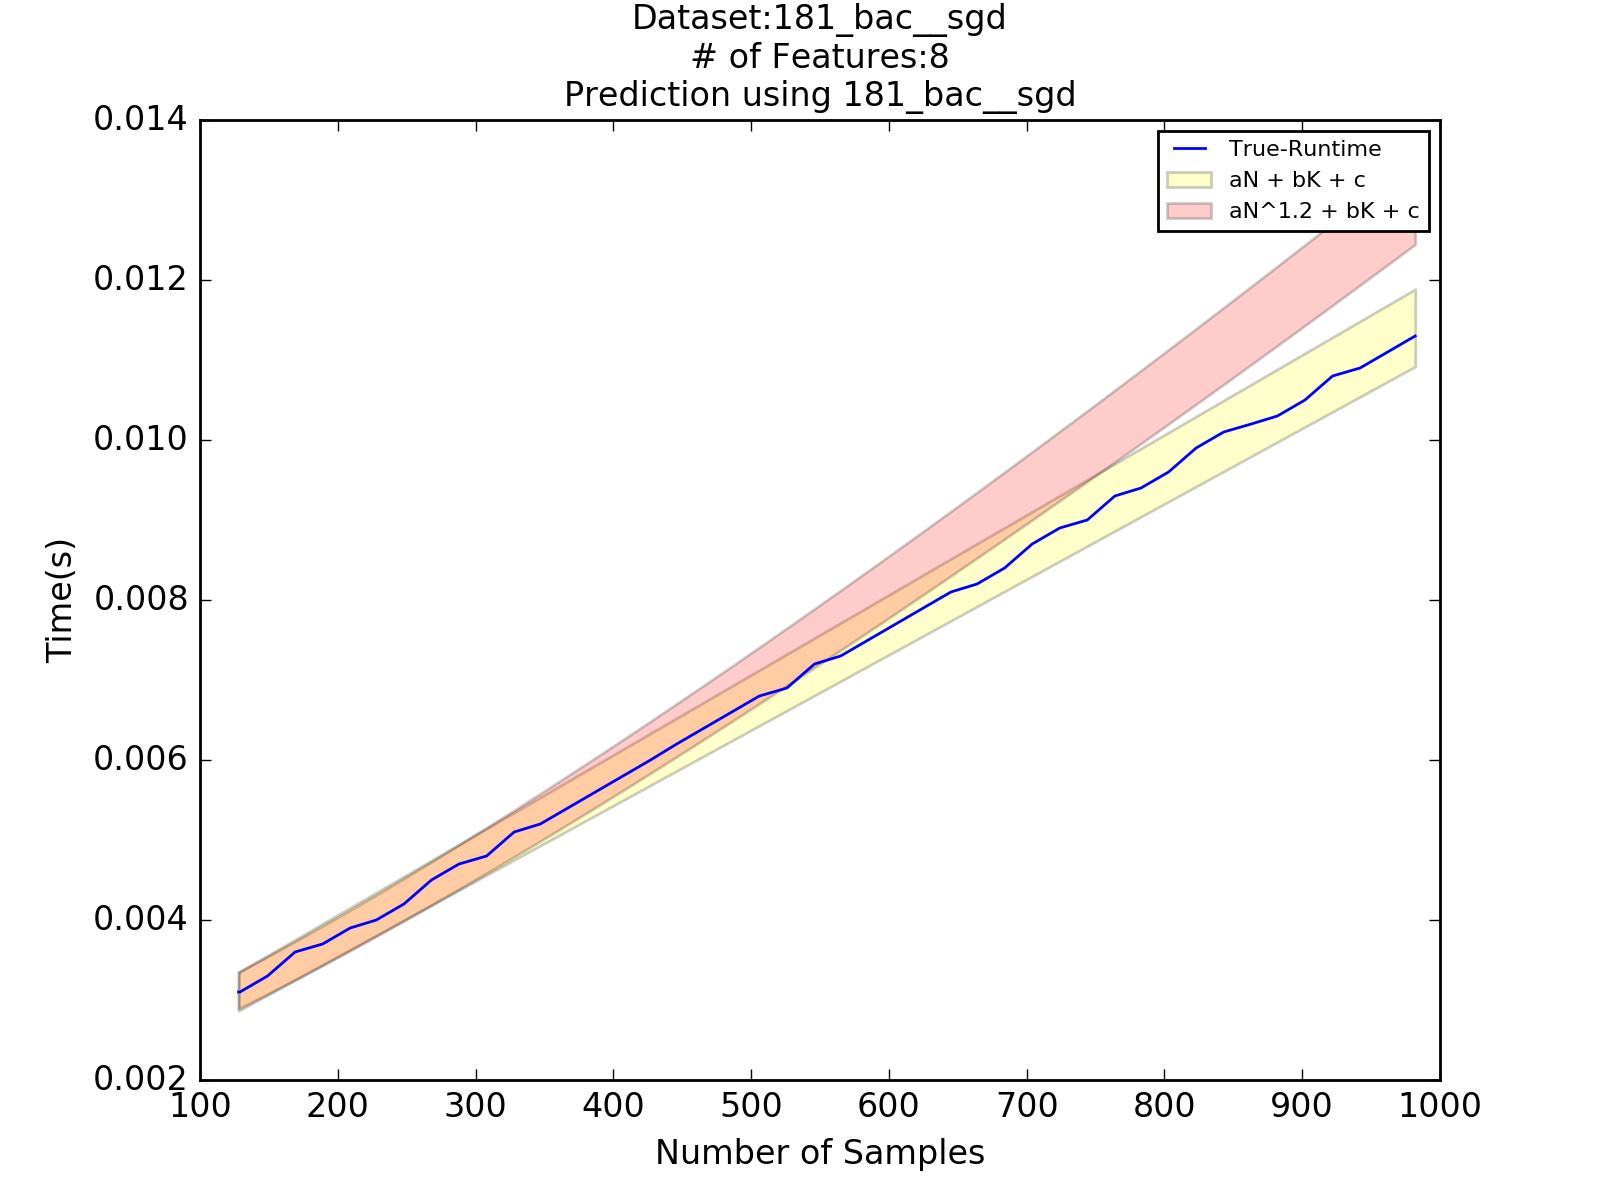 Dataset:181_bac__sgd
# of Features:8
Prediction using 181_bac__sgd
True-Runtime
aN + bK + c
aN^1.2 + bK + c
Time(s)
0.014
0.012
0.010
0.008
0.006
0.004
0.002
100 200 300 400 500 600 700 800 900 1000
Number of Samples